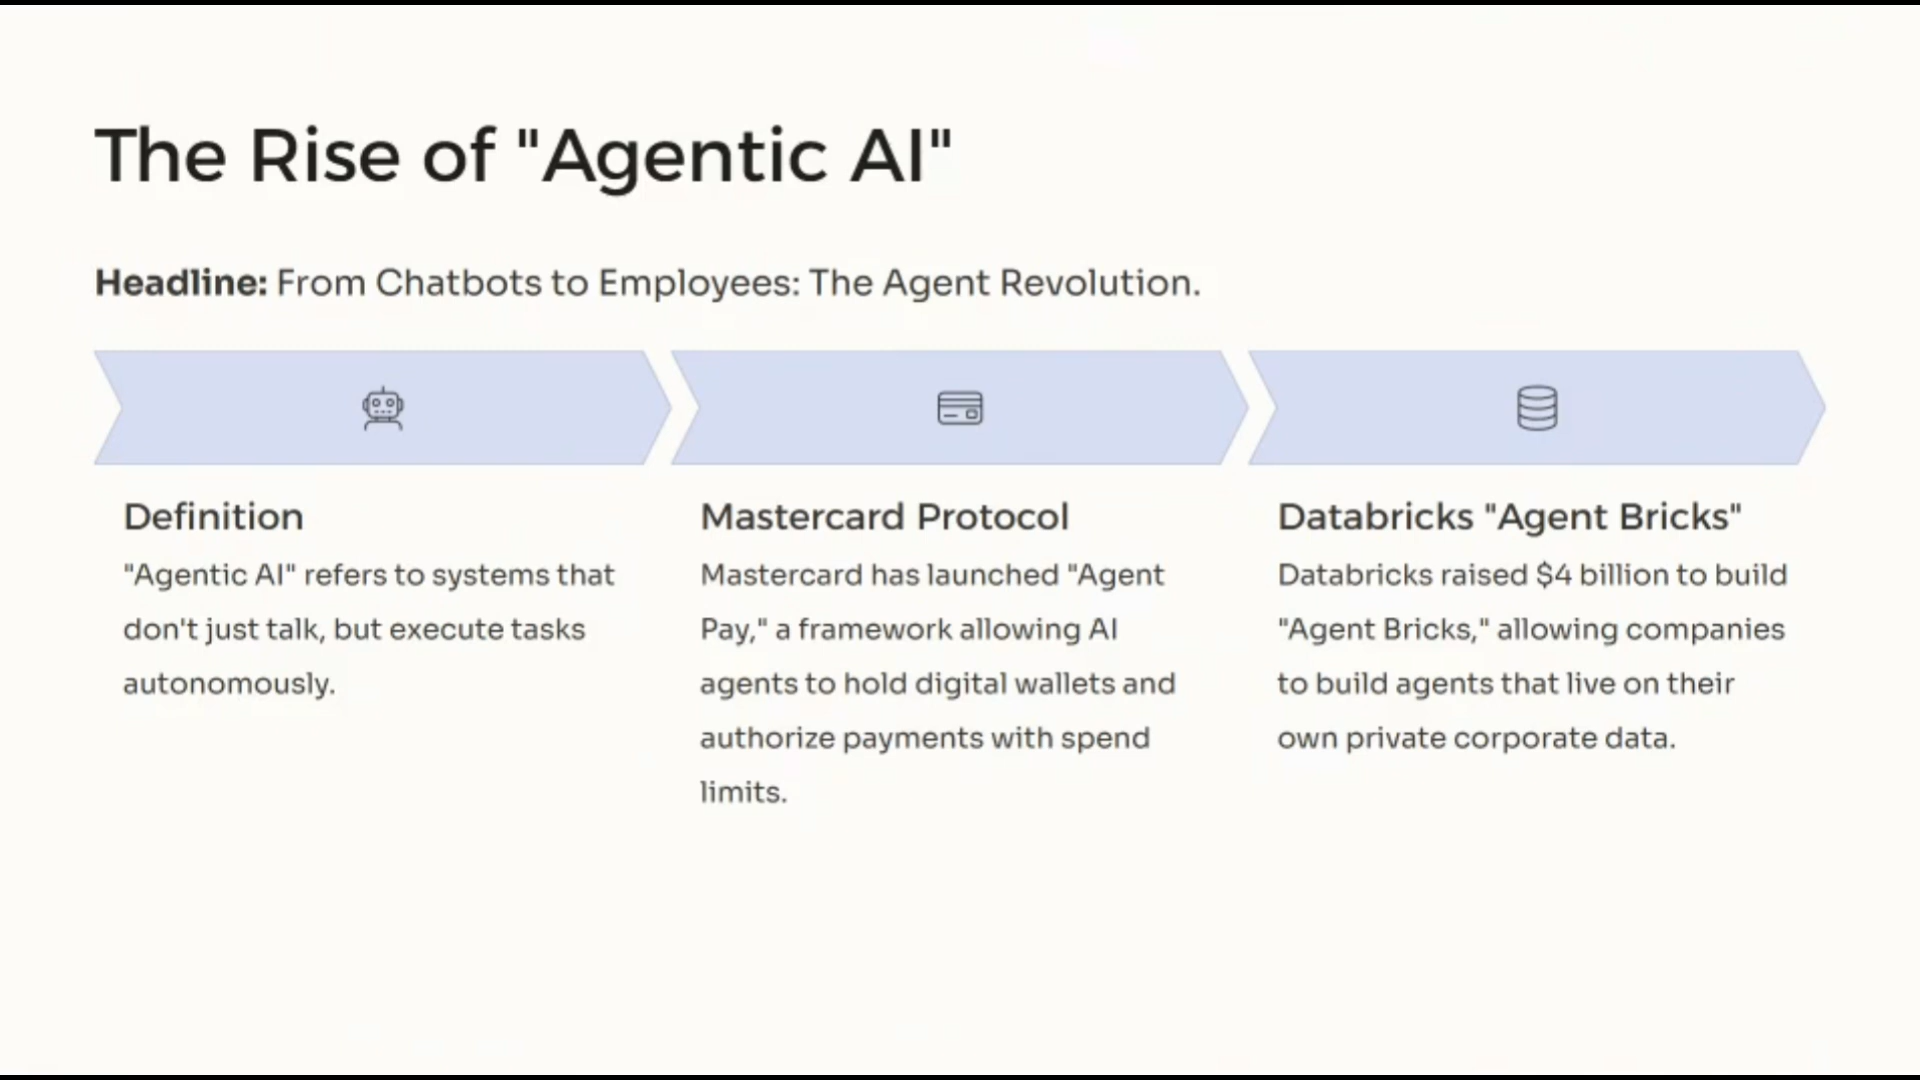 The Rise of "Agentic AI"
Headline: From Chatbots to Employees: The Agent Revolution.
Definition
"Agentic AI" refers to systems that
don't just talk, but execute tasks
autonomously.
Mastercard Protocol
Mastercard has launched "Agent
Pay," a framework allowing AI
agents to hold digital wallets and
authorize payments with spend
limits.
Databricks "Agent Bricks"
Databricks raised $4 billion to build
"Agent Bricks," allowing companies
to build agents that live on their
own private corporate data.